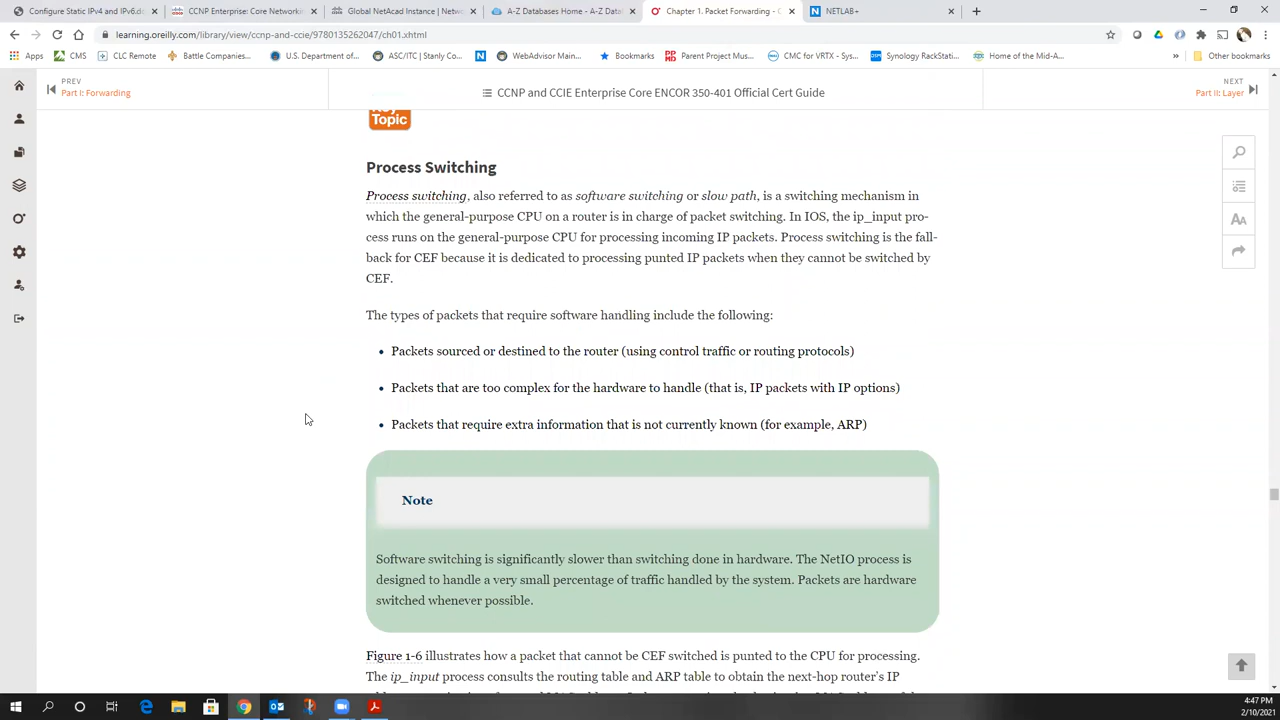 Configure Static IPv4 and IPv6.do
CCNP Enterprise: Core Networkin
Global NetAcad Instance | Netw
A-Z Databases Home - A-Z Data
Chapter 1. Packet Forwarding - C
NETLAB+
learning.oreilly.com/library/view/ccnp-and-ccie/9780135262047/ch01.xhtml
Apps
CMS
CLC Remote
Battle Companies...
U.S. Department of...
ASC/ITC | Stanly Co...
WebAdvisor Main...
Bookmarks
Parent Project Mus...
CMC for VRTX - Sys...
Synology RackStati...
Home of the Mid-A...
Other bookmarks
PREV
Part I: Forwarding
CCNP and CCIE Enterprise Core ENCOR 350-401 Official Cert Guide
NEXT
Part II: Layer
Key
Topic
Process Switching
Process switching, also referred to as software switching or slow path, is a switching mechanism in
which the general-purpose CPU on a router is in charge of packet switching. In IOS, the ip_input pro-
cess runs on the general-purpose CPU for processing incoming IP packets. Process switching is the fall-
back for CEF because it is dedicated to processing punted IP packets when they cannot be switched by
CEF.
The types of packets that require software handling include the following:
• Packets sourced or destined to the router (using control traffic or routing protocols)
• Packets that are too complex for the hardware to handle (that is, IP packets with IP options)
• Packets that require extra information that is not currently known (for example, ARP)
Note
Software switching is significantly slower than switching done in hardware. The NetIO process is
designed to handle a very small percentage of traffic handled by the system. Packets are hardware
switched whenever possible.
Figure 1-6 illustrates how a packet that cannot be CEF switched is punted to the CPU for processing.
The ip_input process consults the routing table and ARP table to obtain the next-hop router's IP
4:47 PM
2/10/2021